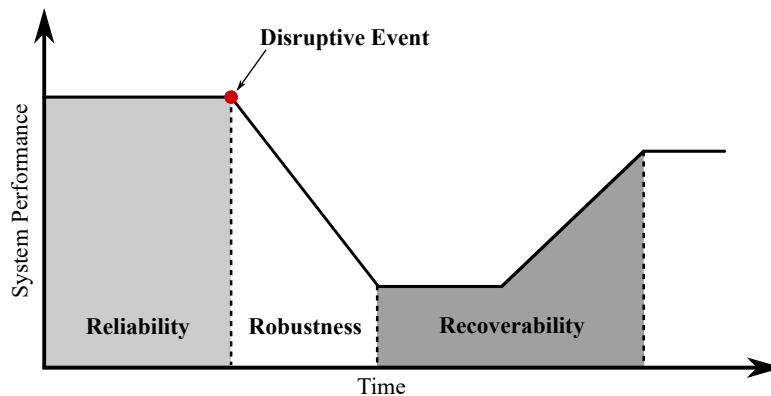 Disruptive Event
System Performance
Reliability
Robustness
Recoverability
Time